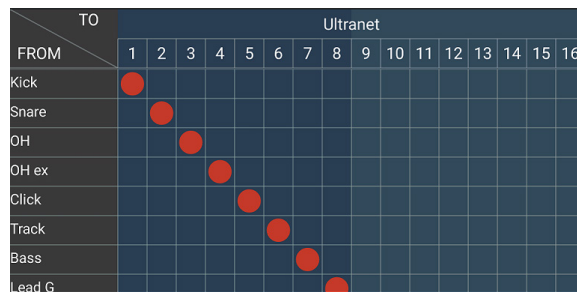 TO
Ultranet
FROM
1 2 3 4 5 6 7 8 9 10 11 12 13 14 15 16
Kick
Snare
OH
OH ex
Click
Track
Bass
Lead G